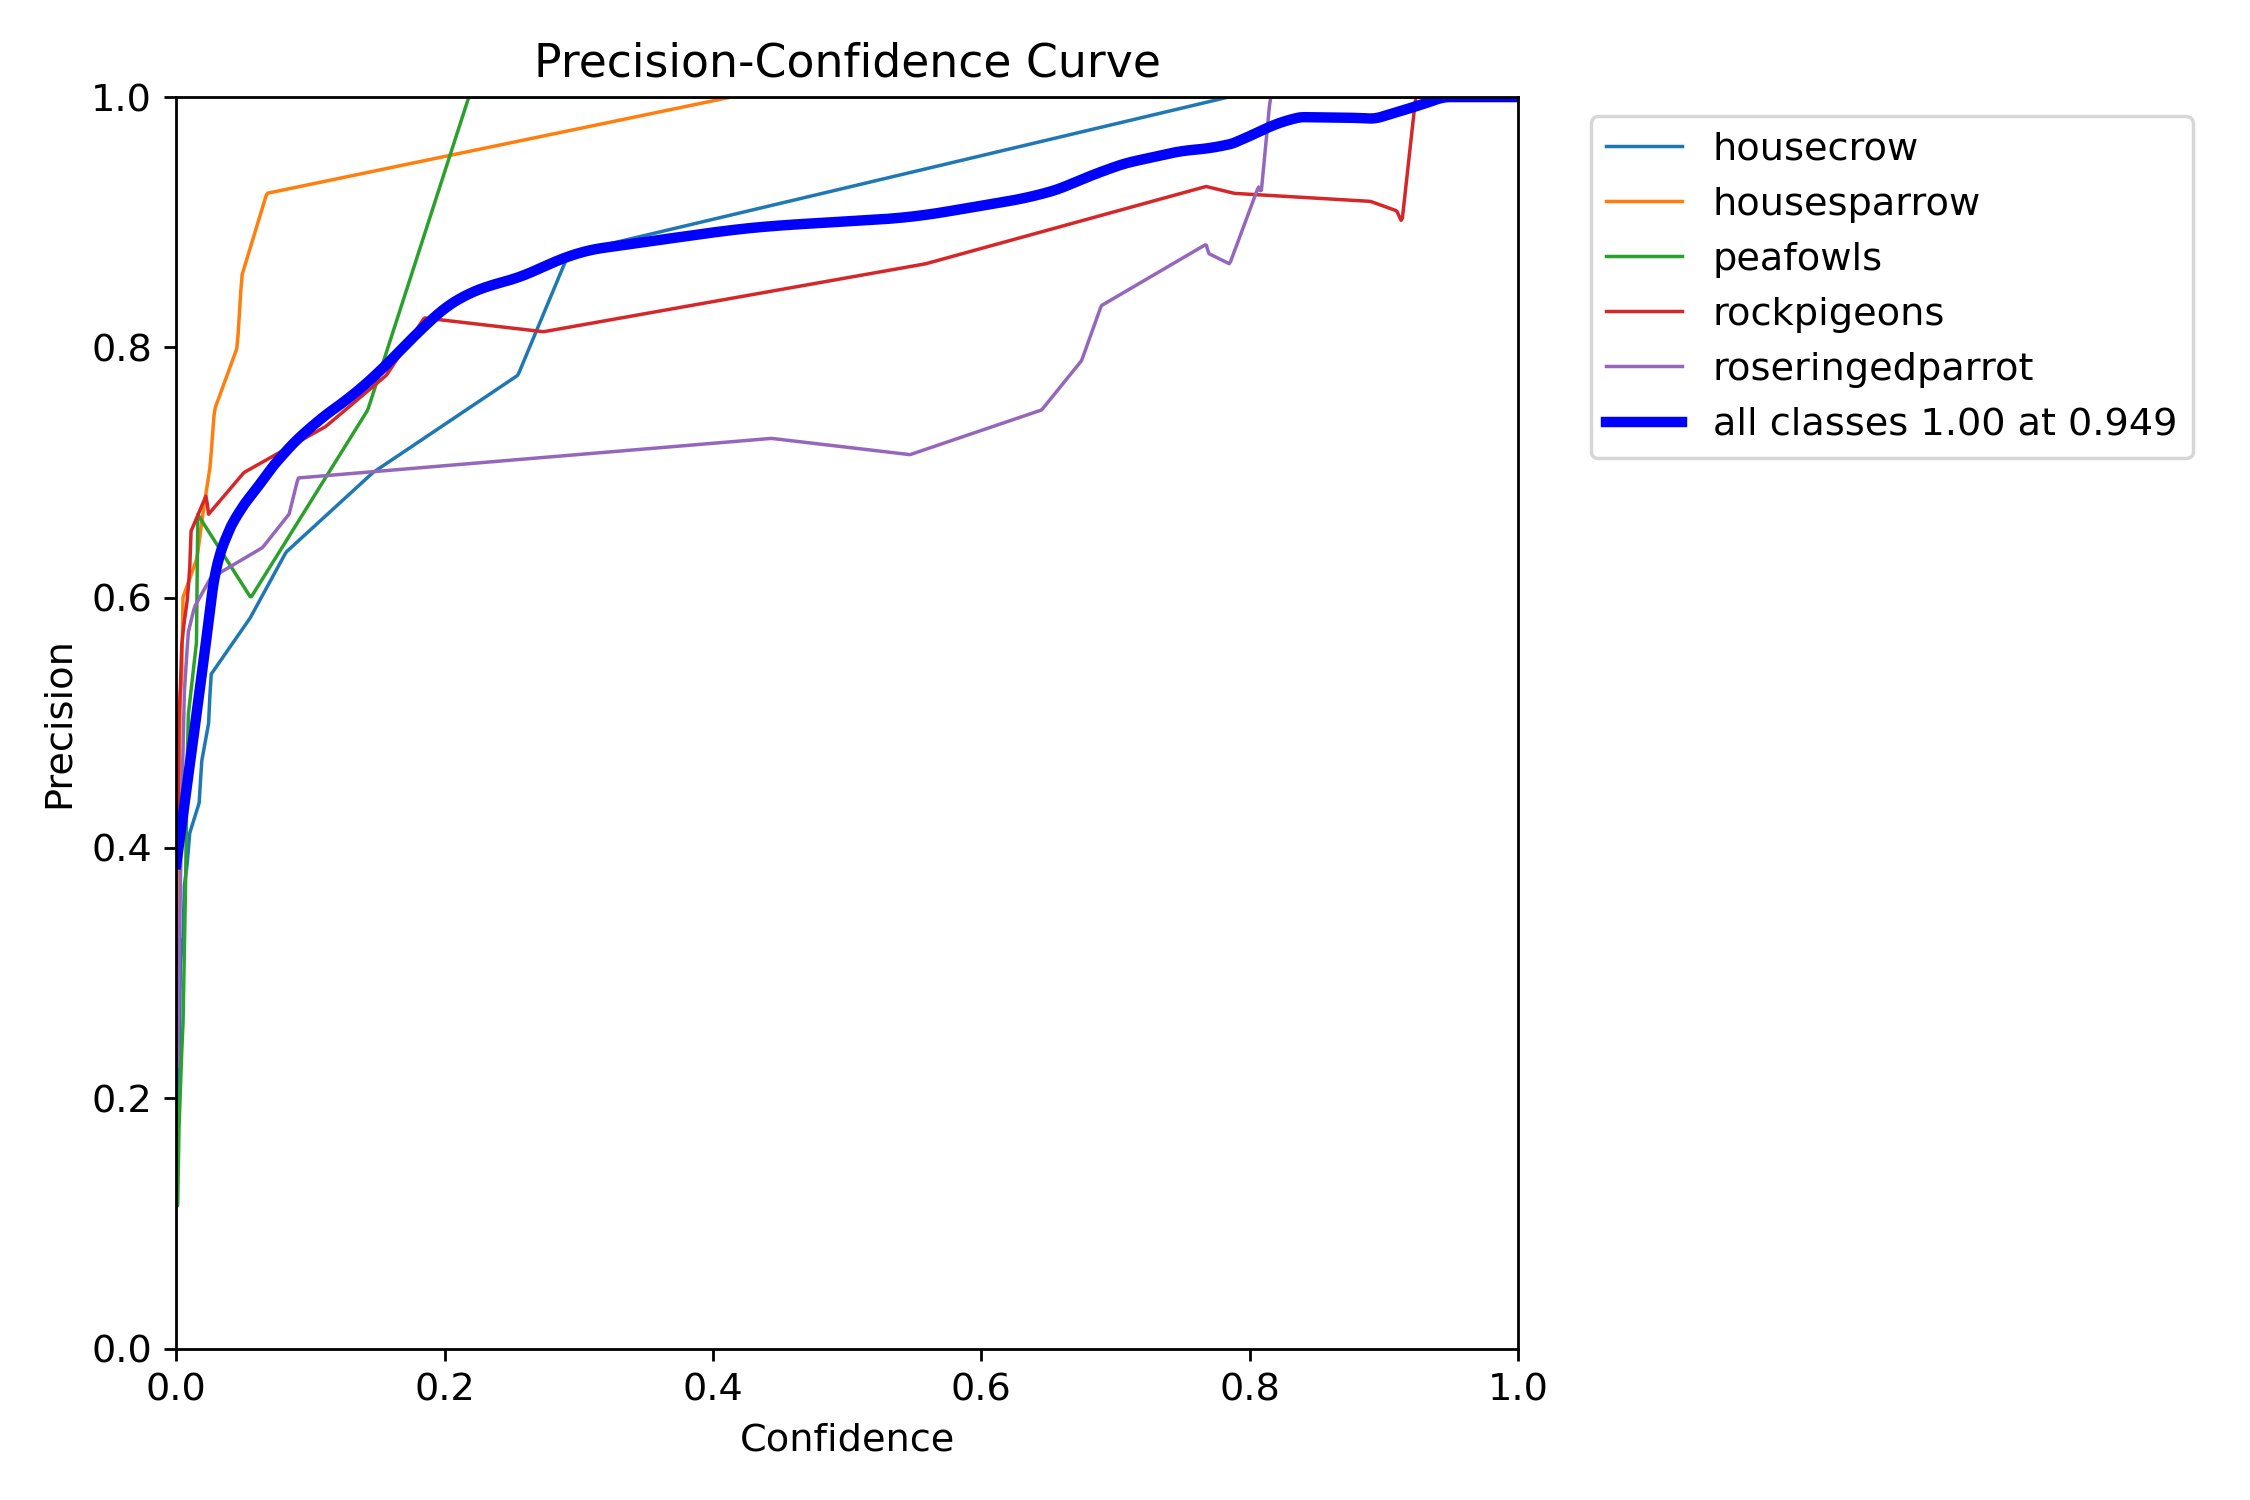 Precision-Confidence Curve
1.0
0.8
0.6
0.4
0.2
0.0
Precision
0.0 0.2 0.4 0.6 0.8 1.0
Confidence
housecrow
housesparrow
peafowls
rockpigeons
roseringedparrot
all classes 1.00 at 0.949